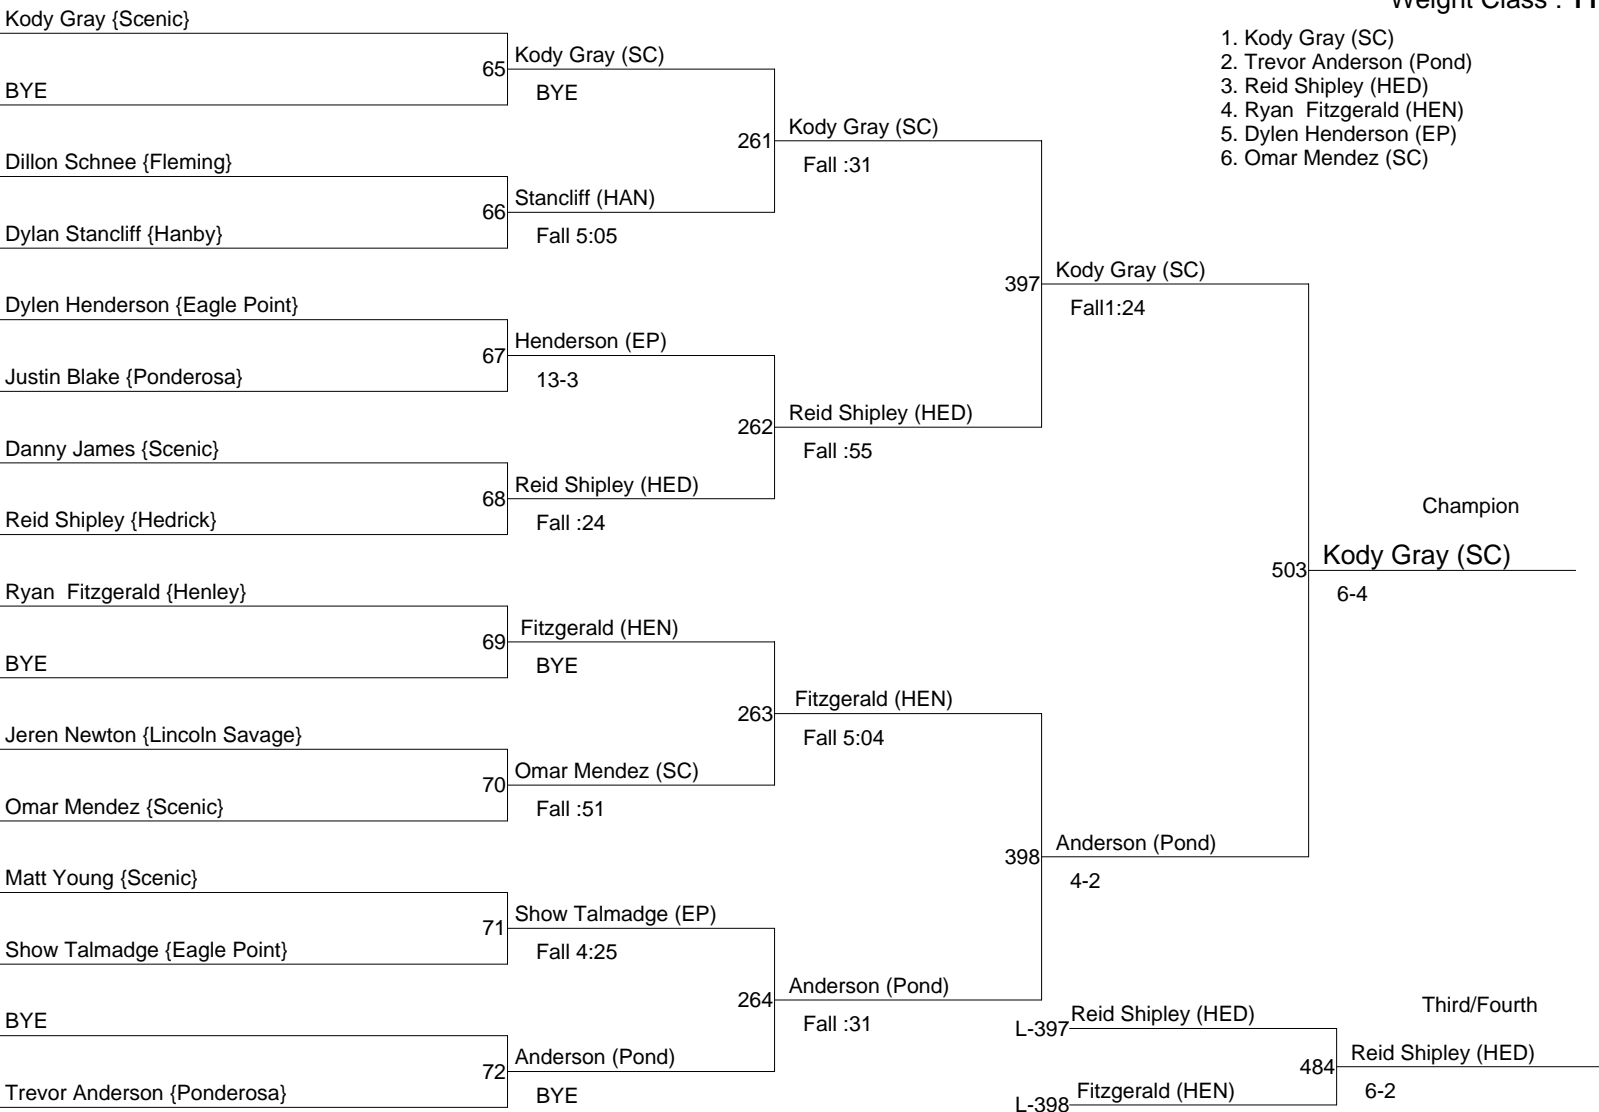 Weight Class :
1. Kody Gray (SC)
2. Trevor Anderson (Pond)
3. Reid Shipley (HED)
4. Ryan  Fitzgerald (HEN)
5. Dylen Henderson (EP)
6. Omar Mendez (SC)
Kody Gray {Scenic}
BYE
Dillon Schnee {Fleming}
Dylan Stancliff {Hanby}
Dylen Henderson {Eagle Point}
Justin Blake {Ponderosa}
Danny James {Scenic}
Reid Shipley {Hedrick}
Ryan  Fitzgerald {Henley}
BYE
Jeren Newton {Lincoln Savage}
Omar Mendez {Scenic}
Matt Young {Scenic}
Show Talmadge {Eagle Point}
BYE
Trevor Anderson {Ponderosa}
65 Kody Gray (SC)
BYE
66 Stancliff (HAN)
Fall 5:05
67 Henderson (EP)
13-3
68 Reid Shipley (HED)
Fall :24
69 Fitzgerald (HEN)
BYE
70 Omar Mendez (SC)
Fall :51
71 Show Talmadge (EP)
Fall 4:25
72 Anderson (Pond)
BYE
261 Kody Gray (SC)
Fall :31
262 Reid Shipley (HED)
Fall :55
263 Fitzgerald (HEN)
Fall 5:04
264 Anderson (Pond)
Fall :31
397 Kody Gray (SC)
Fall1:24
398 Anderson (Pond)
4-2
Champion
503 Kody Gray (SC)
6-4
Third/Fourth
L-397 Reid Shipley (HED)
L-398 Fitzgerald (HEN)
484 Reid Shipley (HED)
6-2